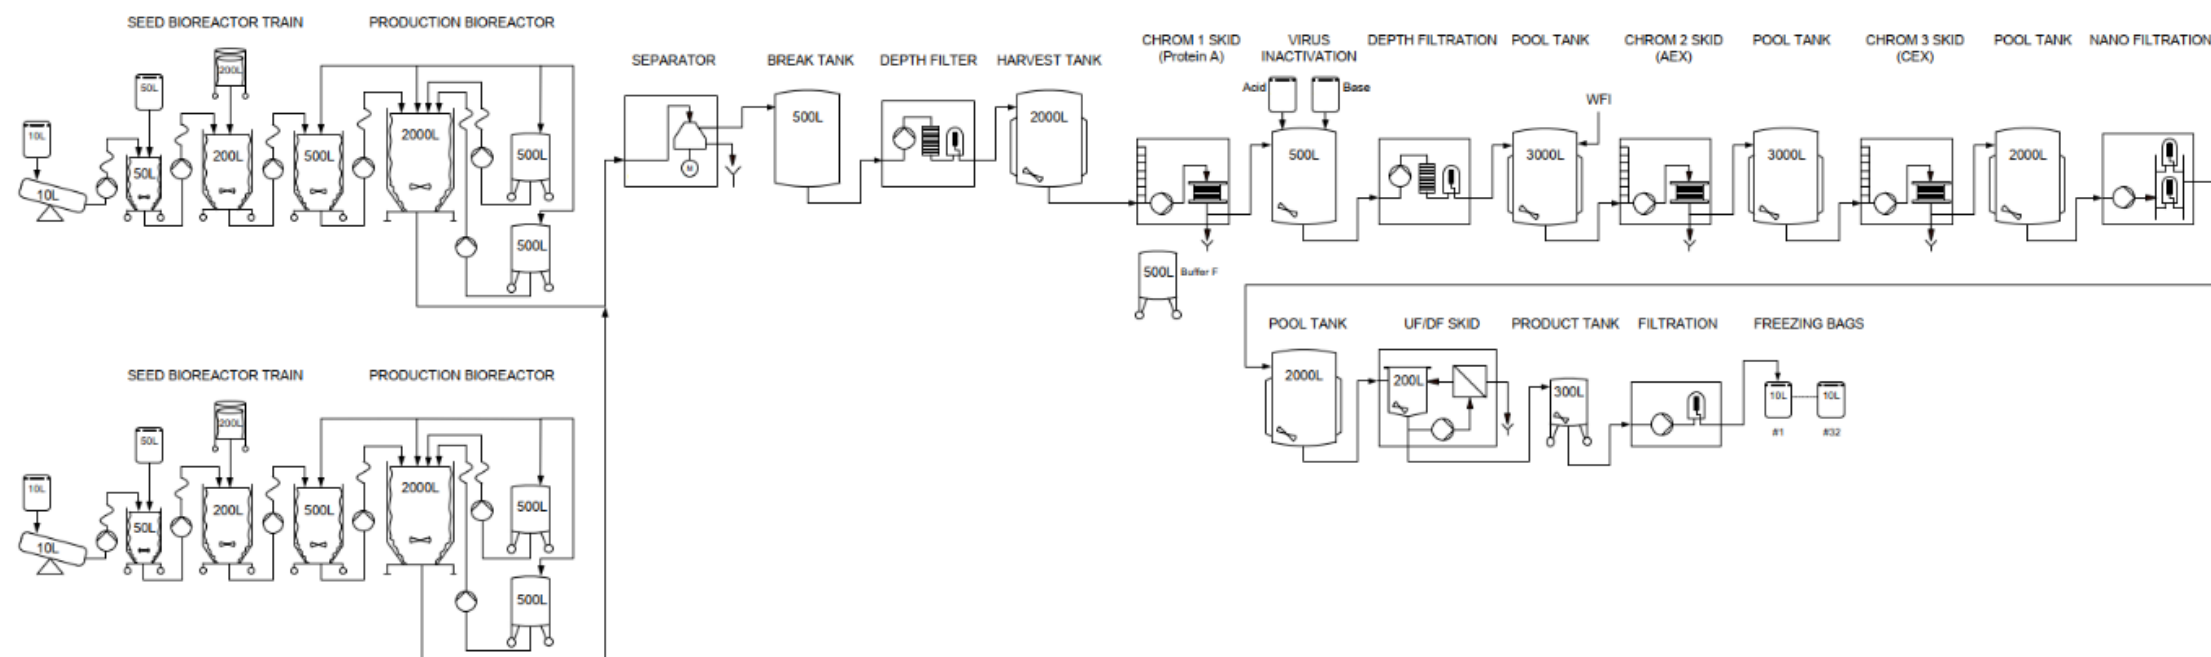 SEED BIOREACTOR TRAIN
PRODUCTION BIOREACTOR
10L
10L
50L
50L
200L
200L
500L
2000L
500L
500L
SEPARATOR
M
BREAK TANK
500L
DEPTH FILTER
HARVEST TANK
2000L
CHROM 1 SKID
(Protein A)
500L
Buffer F
VIRUS
INACTIVATION
Acid
Base
500L
DEPTH FILTRATION
POOL TANK
WFI
3000L
CHROM 2 SKID
(AEX)
POOL TANK
3000L
CHROM 3 SKID
(CEX)
POOL TANK
2000L
NANO FILTRATION
SEED BIOREACTOR TRAIN
PRODUCTION BIOREACTOR
10L
10L
50L
50L
200L
200L
500L
2000L
500L
500L
POOL TANK
2000L
UF/DF SKID
200L
PRODUCT TANK
300L
FILTRATION
FREEZING BAGS
10L
10L
#1
#32